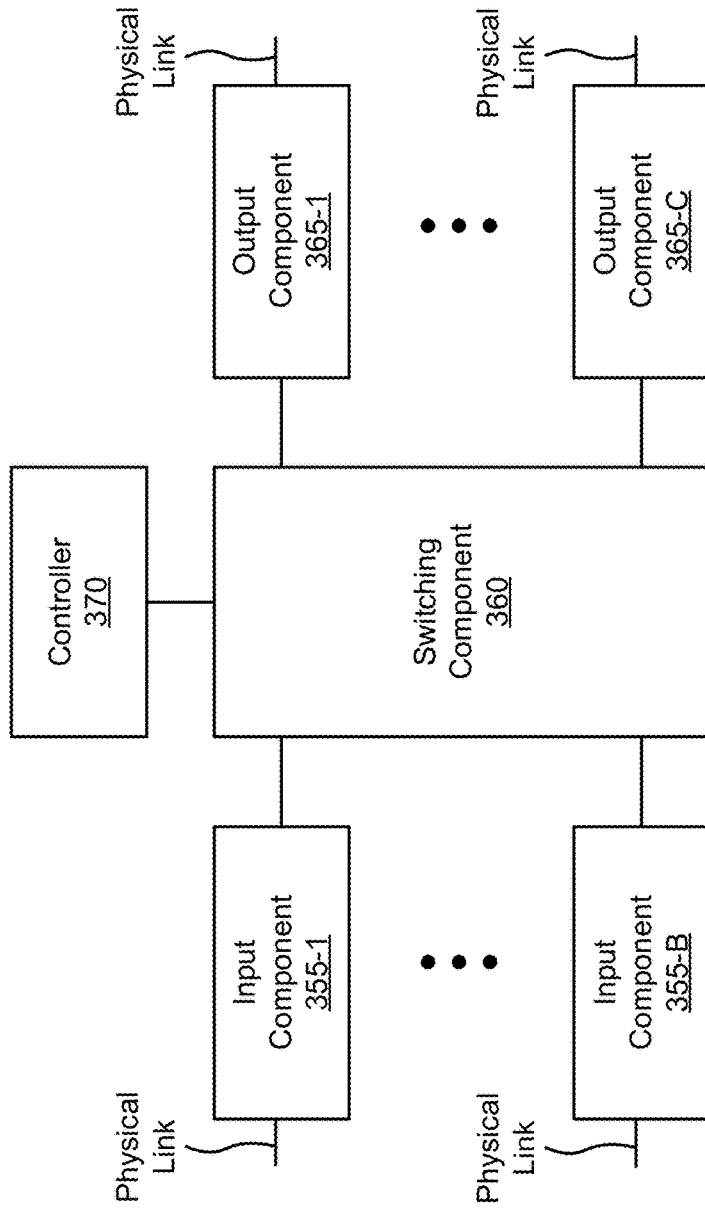 Controller
370
Physical
Link
Input
Component
355-1
Switching
Component
360
Output
Component
365-1
Physical
Link
Physical
Link
Input
Component
355-B
Output
Component
365-C
Physical
Link